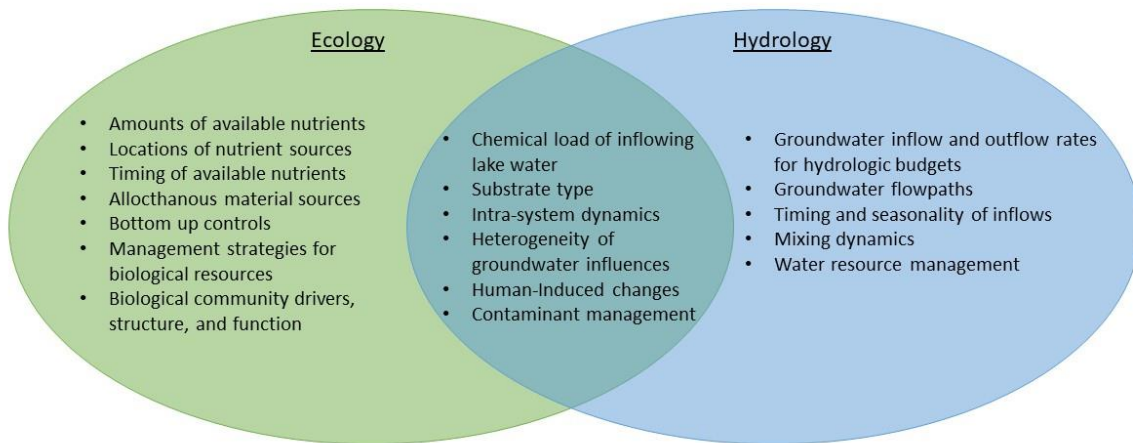 Ecology
• Amounts of available nutrients
• Locations of nutrient sources
• Timing of available nutrients
• Allocthanous material sources
• Bottom up controls
• Management strategies for
biological resources
• Biological community drivers,
structure, and function
• Chemical load of inflowing
lake water
• Substrate type
• Intra-system dynamics
• Heterogeneity of
groundwater influences
• Human-Induced changes
• Contaminant management
Hydrology
• Groundwater inflow and outflow rates
for hydrologic budgets
• Groundwater flowpaths
• Timing and seasonality of inflows
• Mixing dynamics
• Water resource management